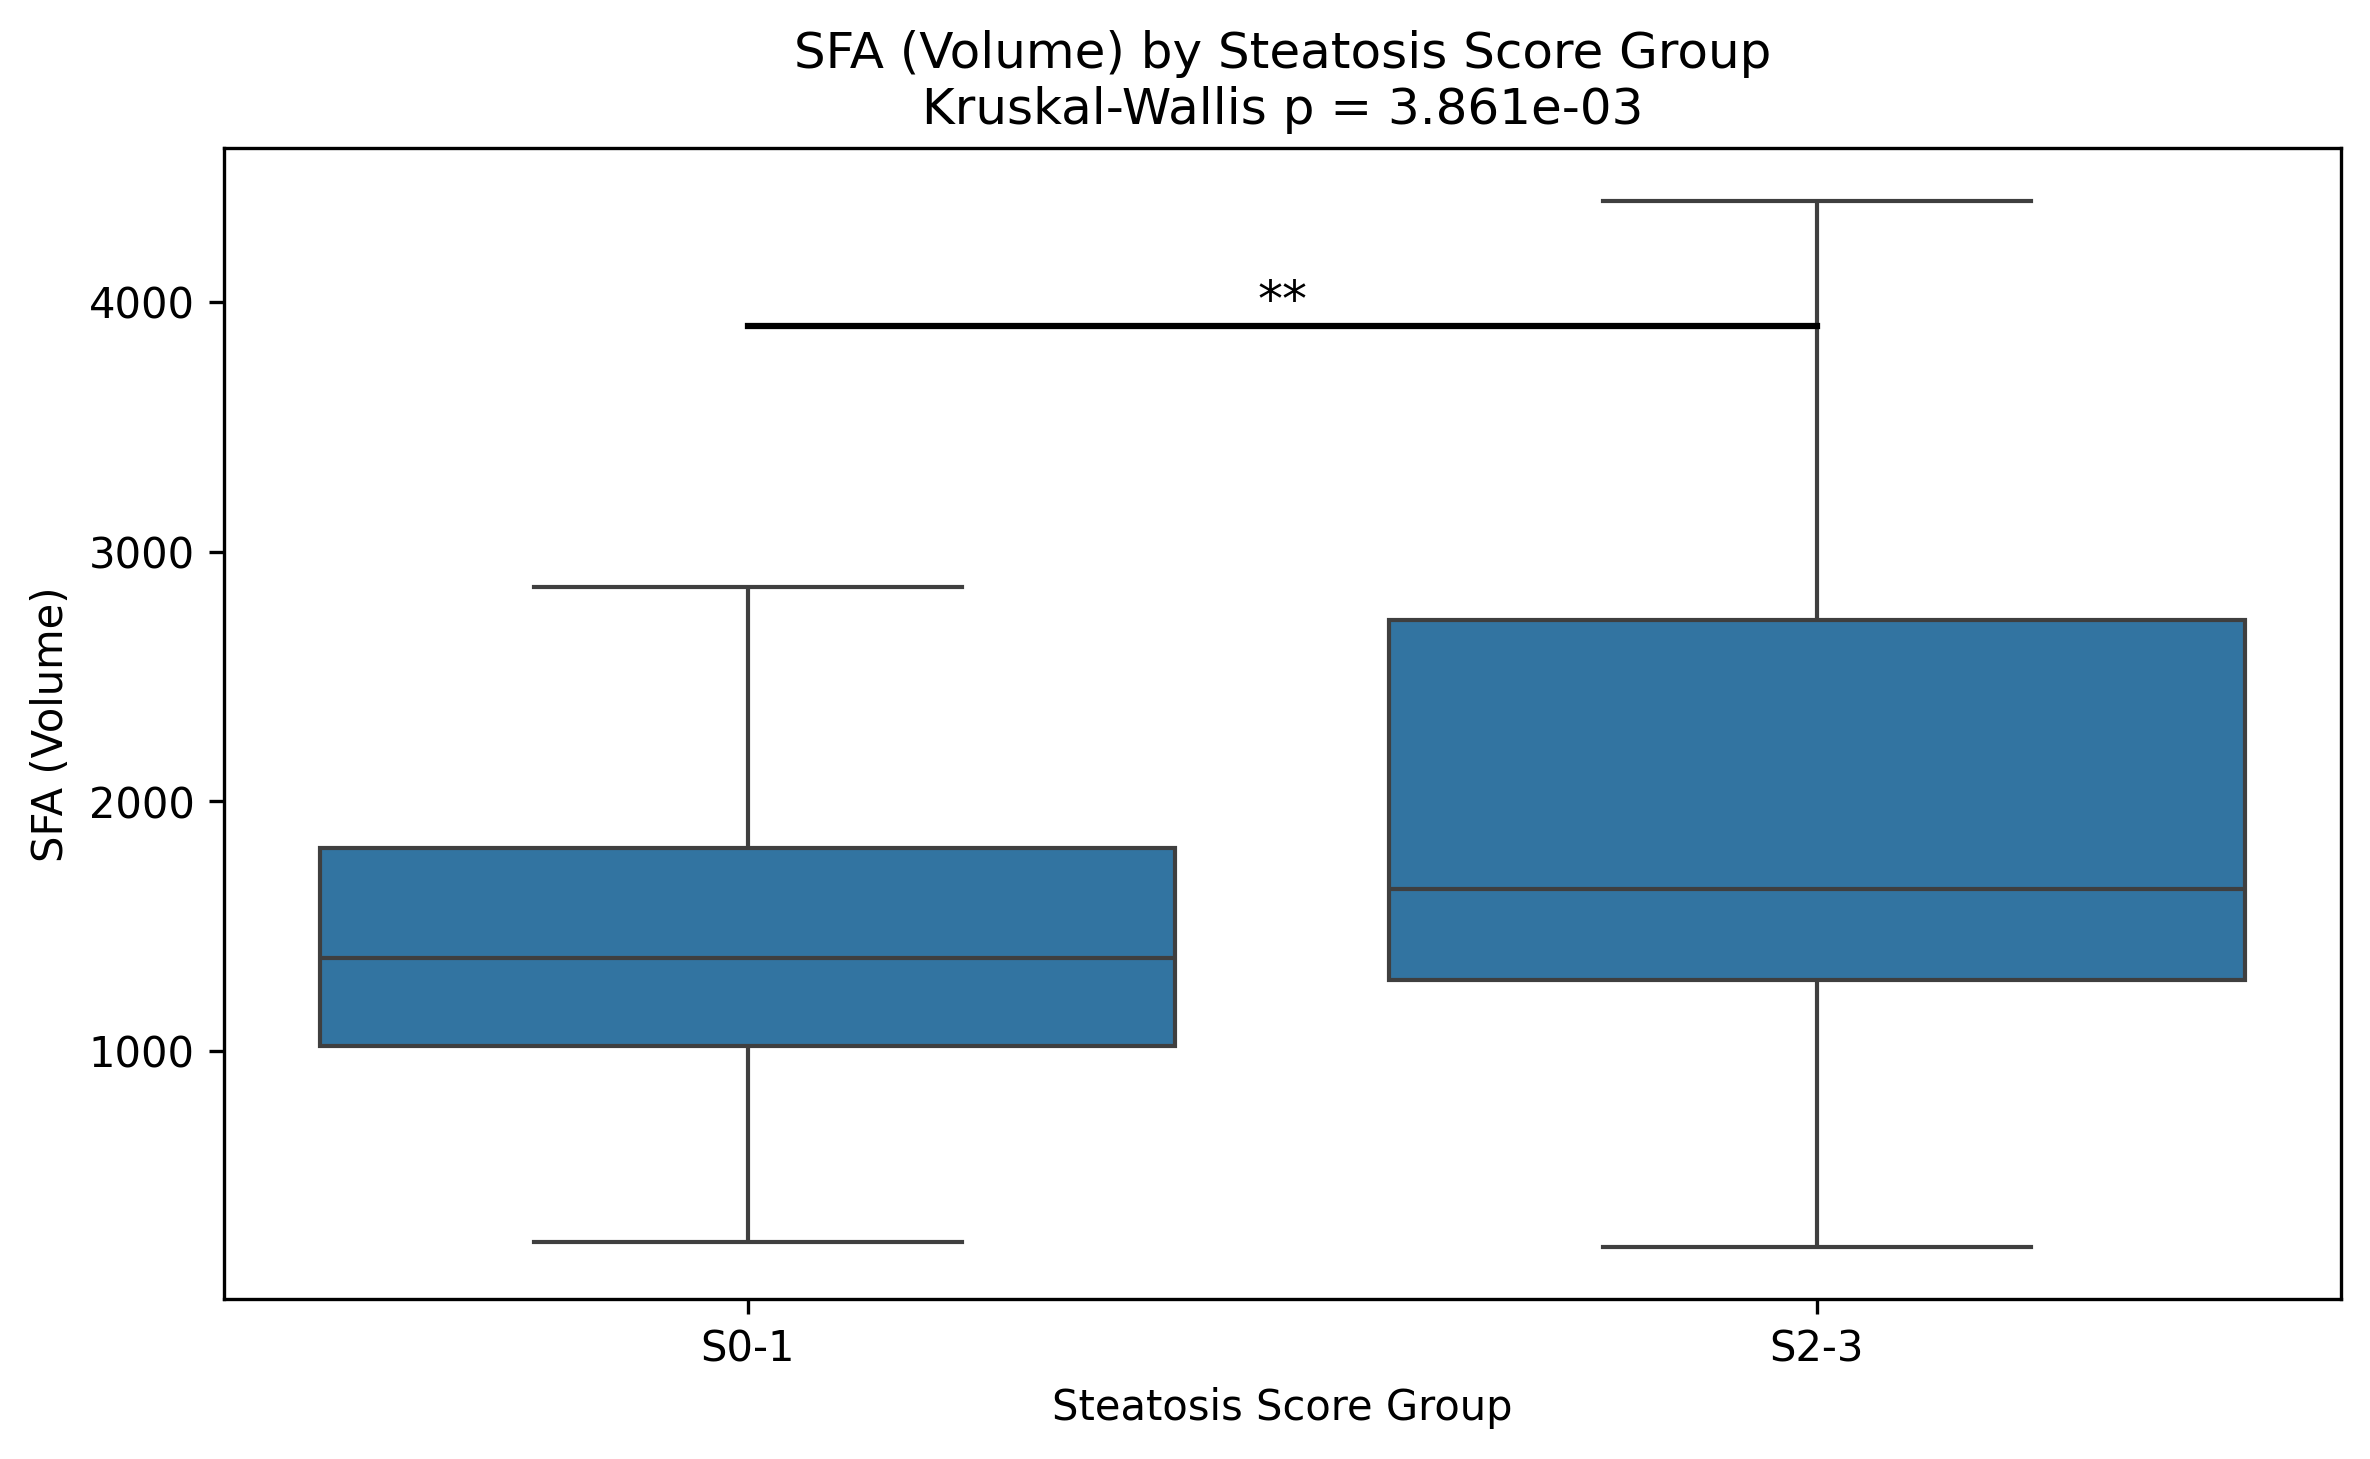 SFA (Volume) by Steatosis Score Group
Kruskal-Wallis p = 3.861e-03
**
4000
3000
2000
1000
SFA (Volume)
S0-1
S2-3
Steatosis Score Group